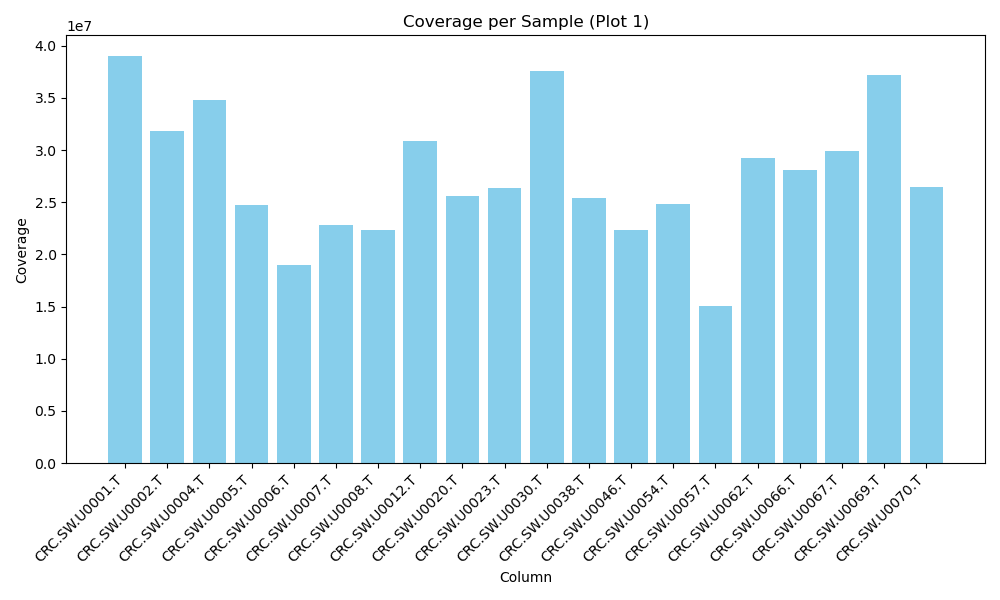 Coverage per Sample (Plot 1)
1e7
4.0
3.5
3.0
2.5
2.0
1.5
1.0
0.5
0.0
Coverage
CRC.SW.U0001.T
CRC.SW.U0002.T
CRC.SW.U0004.T
CRC.SW.U0005.T
CRC.SW.U0006.T
CRC.SW.U0007.T
CRC.SW.U0008.T
CRC.SW.U0012.T
CRC.SW.U0020.T
CRC.SW.U0023.T
CRC.SW.U0030.T
CRC.SW.U0038.T
CRC.SW.U0046.T
CRC.SW.U0054.T
CRC.SW.U0057.T
CRC.SW.U0062.T
CRC.SW.U0066.T
CRC.SW.U0067.T
CRC.SW.U0069.T
CRC.SW.U0070.T
Column